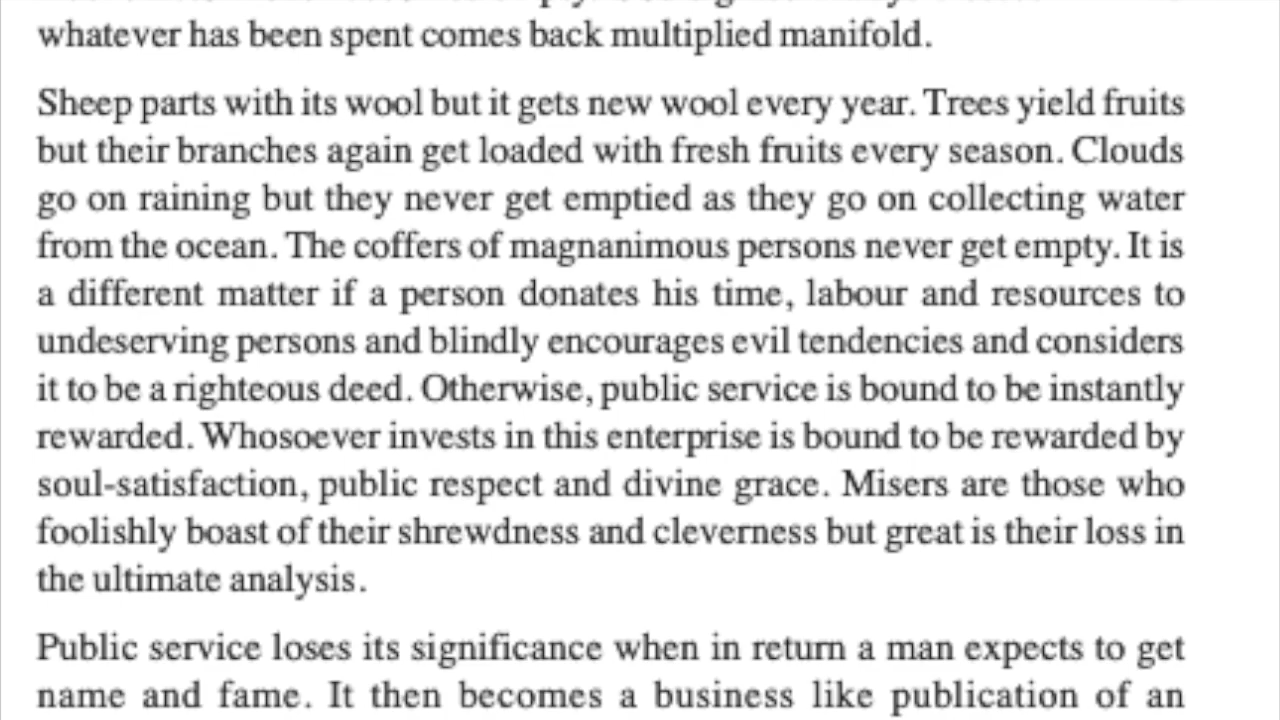 whatever has been spent comes back multiplied manifold.
Sheep parts with its wool but it gets new wool every year. Trees yield fruits
but their branches again get loaded with fresh fruits every season. Clouds
go on raining but they never get emptied as they go on collecting water
from the ocean. The coffers of magnanimous persons never get empty. It is
a different matter if a person donates his time, labour and resources to
undeserving persons and blindly encourages evil tendencies and considers
it to be a righteous deed. Otherwise, public service is bound to be instantly
rewarded. Whosoever invests in this enterprise is bound to be rewarded by
soul-satisfaction, public respect and divine grace. Misers are those who
foolishly boast of their shrewdness and cleverness but great is their loss in
the ultimate analysis.
Public service loses its significance when in return a man expects to get
name and fame. It then becomes a business like publication of an